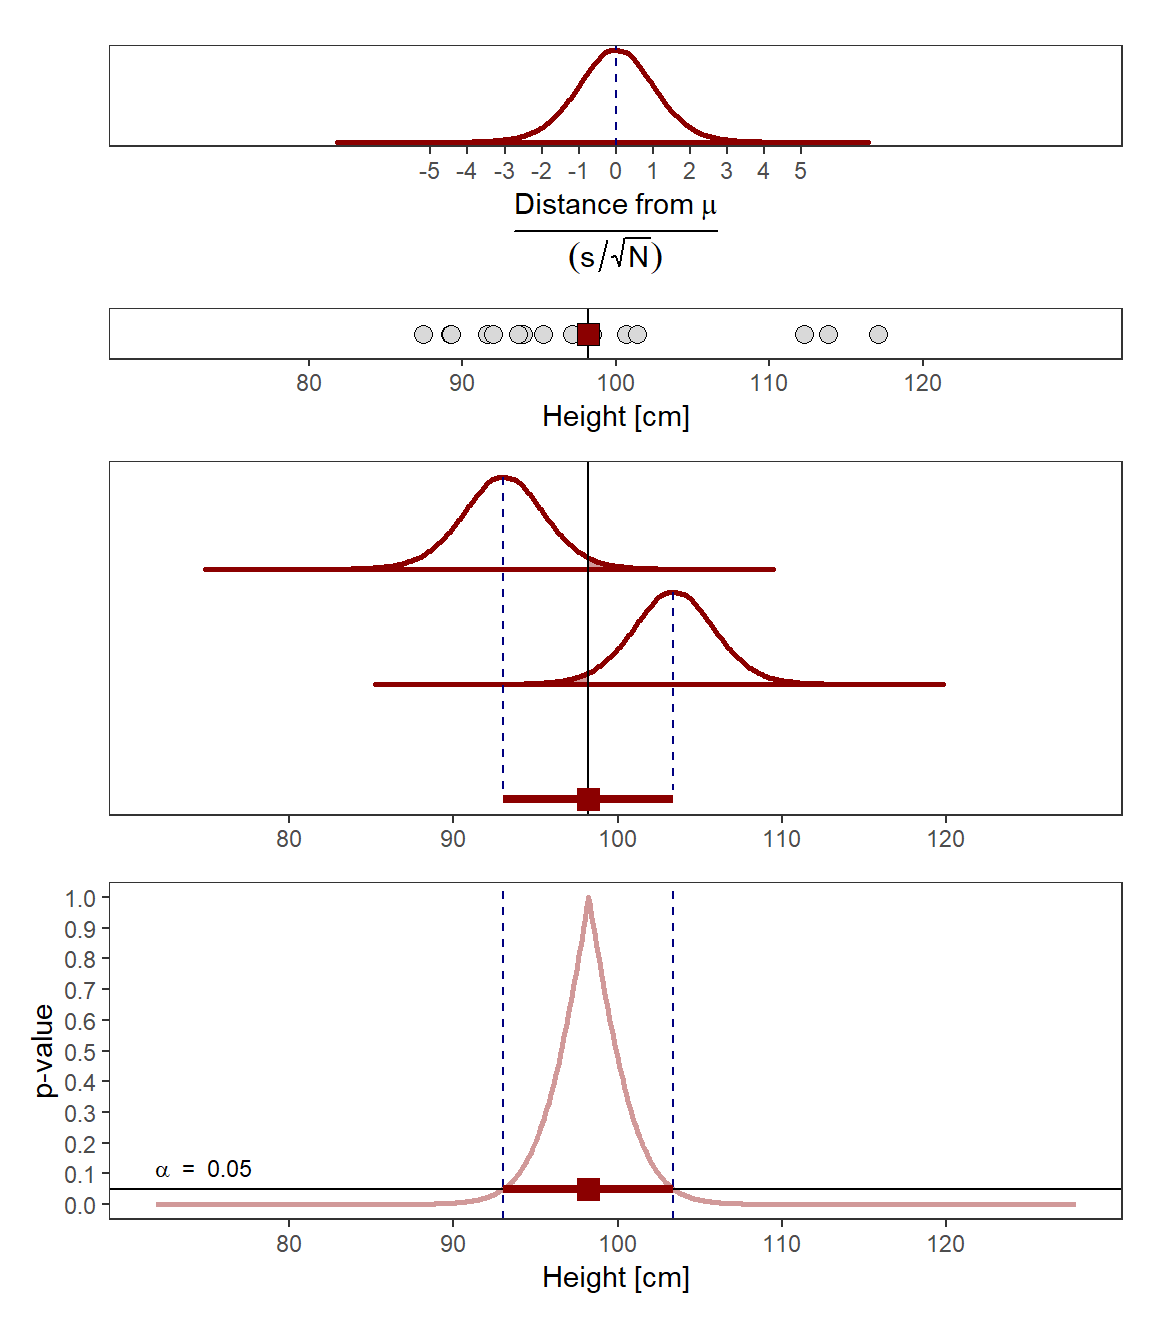 -5 -4 -3 -2 -1 0 1 2 3 4 5
Distance from μ
(s/√N)
80 90 100 110 120
Height [cm]
80 90 100 110 120
1.0
0.9
0.8
0.7
0.6
0.5
0.4
0.3
0.2
0.1
0.0
p-value
α = 0.05
80 90 100 110 120
Height [cm]